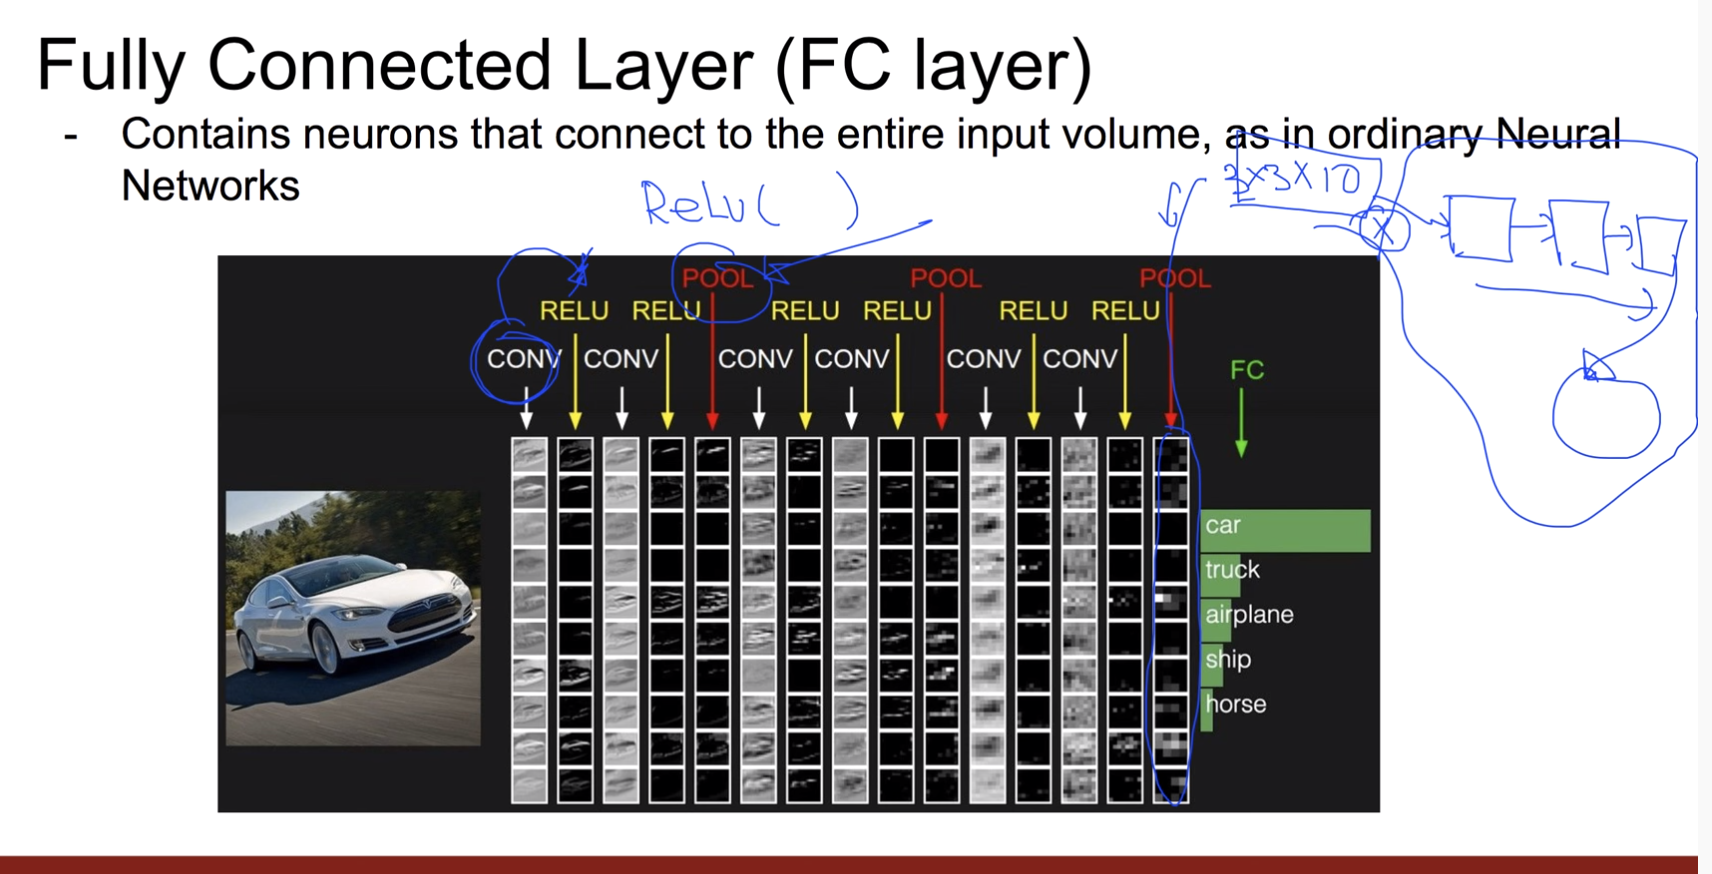 Fully Connected Layer (FC layer)
- Contains neurons that connect to the entire input volume, as in ordinary Neural
Networks
3x3x10
ReLu( )
X
POOL POOL POOL
RELU RELU RELU RELU RELU RELU
CONV CONV CONV CONV CONV CONV
FC
car
truck
airplane
ship
horse